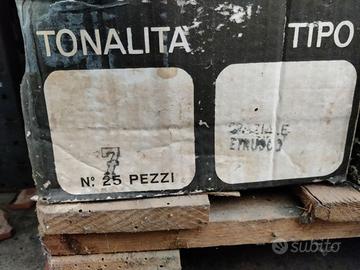 TONALITA TIPO
7
N: 25 PEZZI
ETRUSCO
subito